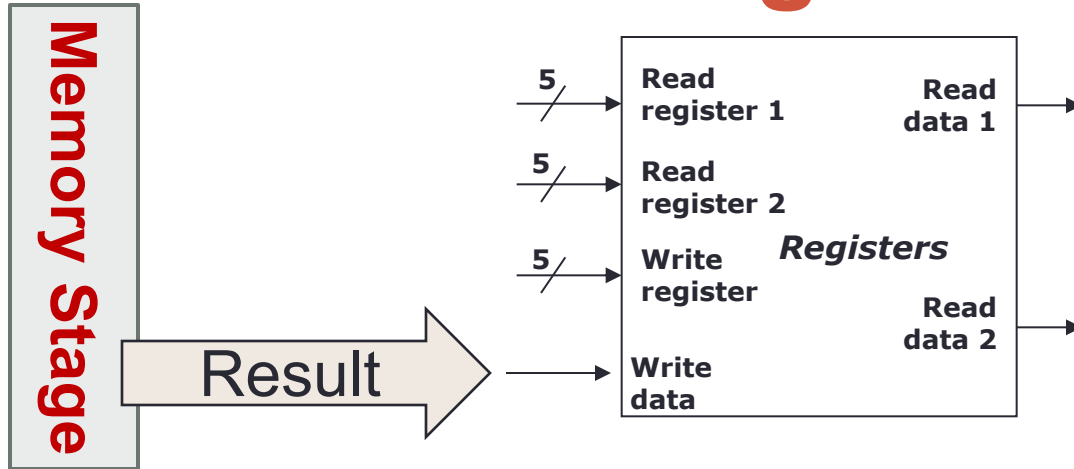 Memory Stage
Result
5
Read
register 1
5
Read
register 2
5
Write
register
Write
data
Registers
Read
data 1
Read
data 2